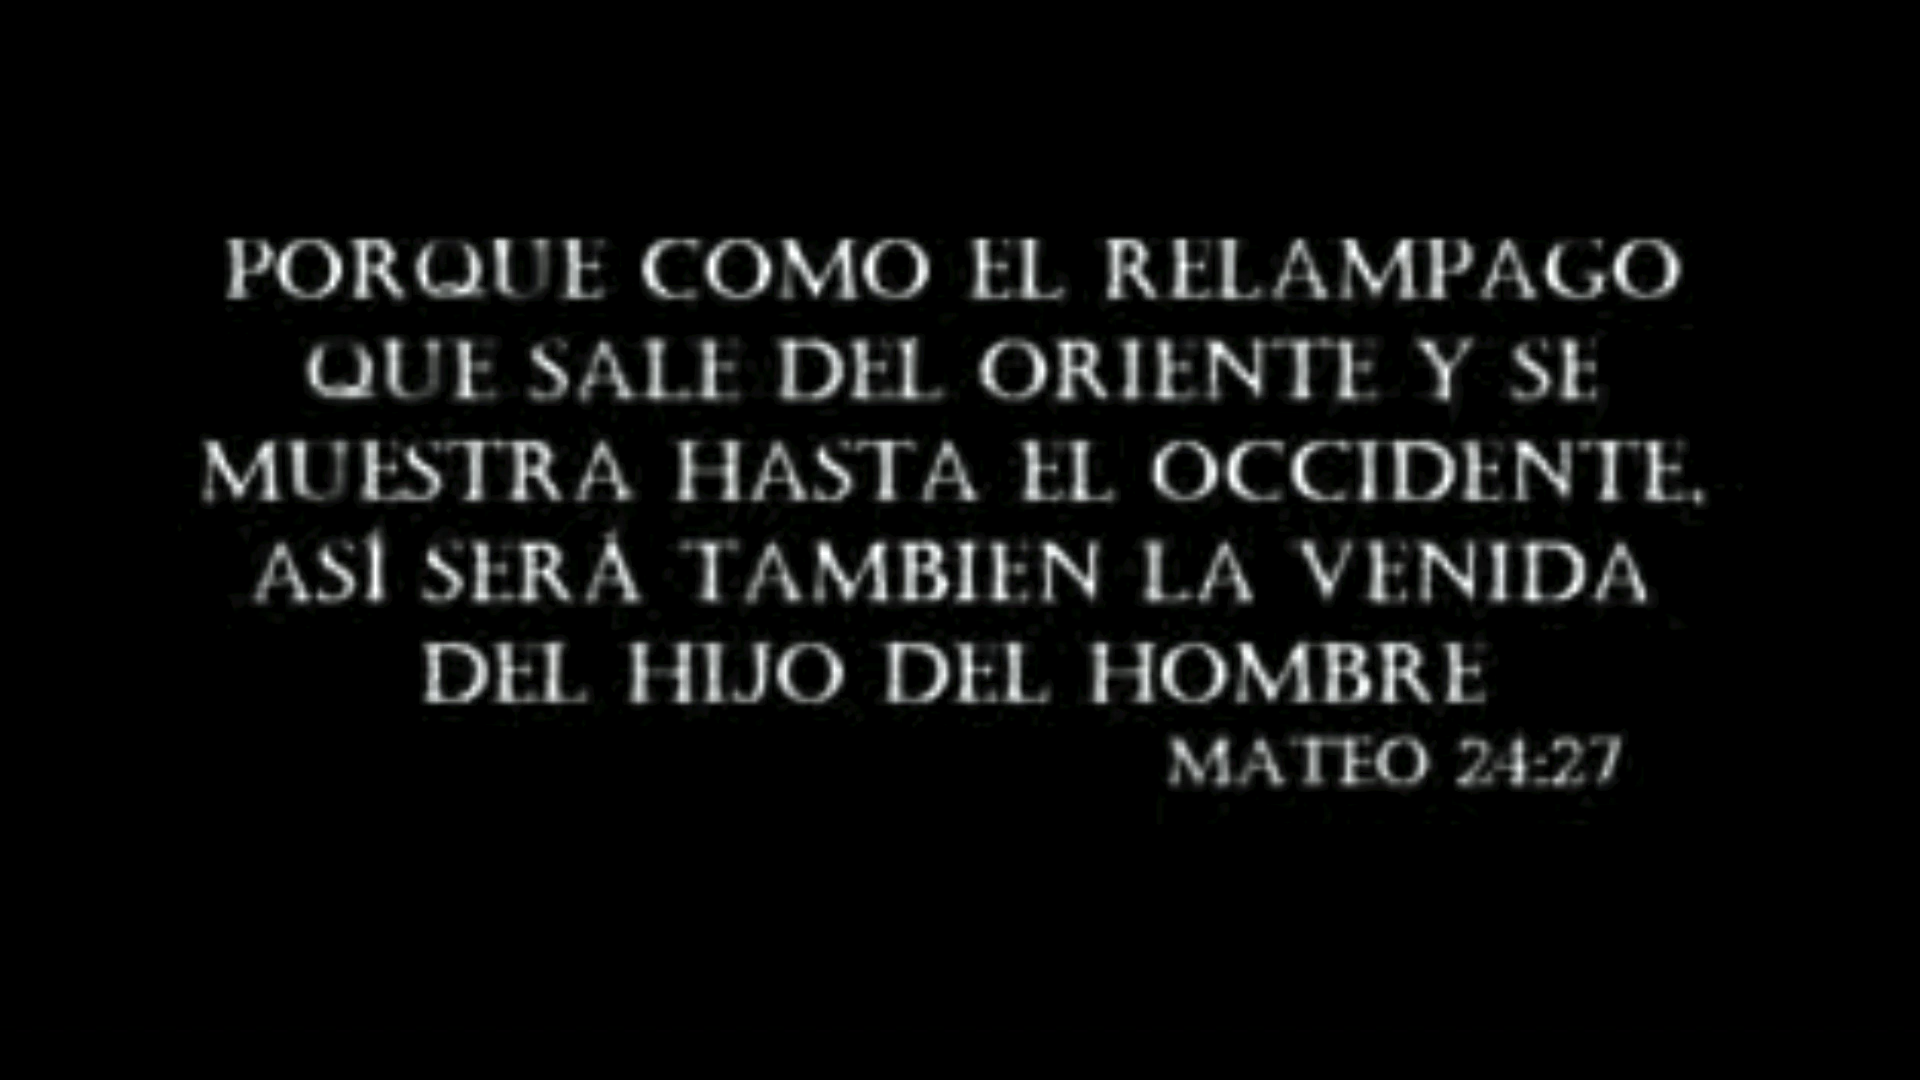 PORQUE COMO EL RELAMPAGO
QUE SALE DEL ORIENTE Y SE
MUESTRA HASTA EL OCCIDENTE,
ASÍ SERÁ TAMBIEN LA VENIDA
DEL HIJO DEL HOMBRE
MATEO 24:27